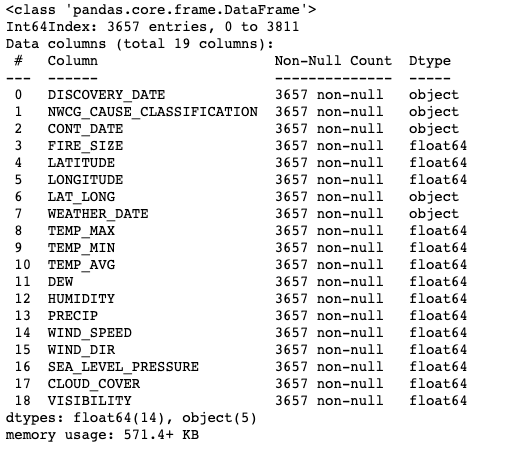 <class 'pandas.core.frame.DataFrame'>
Int64Index: 3657 entries, 0 to 3811
Data columns (total 19 columns):
 #   Column                    Non-Null Count  Dtype
---  ------                    --------------  -----
 0   DISCOVERY_DATE            3657 non-null   object
 1   NWCG_CAUSE_CLASSIFICATION 3657 non-null   object
 2   CONT_DATE                 3657 non-null   object
 3   FIRE_SIZE                 3657 non-null   float64
 4   LATITUDE                  3657 non-null   float64
 5   LONGITUDE                 3657 non-null   float64
 6   LAT_LONG                  3657 non-null   object
 7   WEATHER_DATE              3657 non-null   object
 8   TEMP_MAX                  3657 non-null   float64
 9   TEMP_MIN                  3657 non-null   float64
 10  TEMP_AVG                  3657 non-null   float64
 11  DEW                       3657 non-null   float64
 12  HUMIDITY                  3657 non-null   float64
 13  PRECIP                    3657 non-null   float64
 14  WIND_SPEED                3657 non-null   float64
 15  WIND_DIR                  3657 non-null   float64
 16  SEA_LEVEL_PRESSURE        3657 non-null   float64
 17  CLOUD_COVER               3657 non-null   float64
 18  VISIBILITY                3657 non-null   float64
dtypes: float64(14), object(5)
memory usage: 571.4+ KB